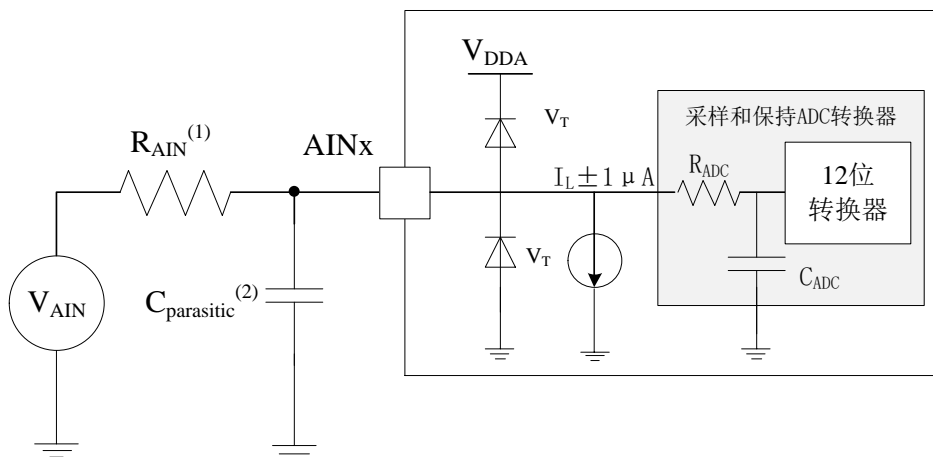 V_DDA
V_T
采样和保持ADC转换器
R_AIN^(1)
AINx
I_L±1μA
R_ADC
12位
转换器
V_T
V_AIN
C_parasitic^(2)
C_ADC